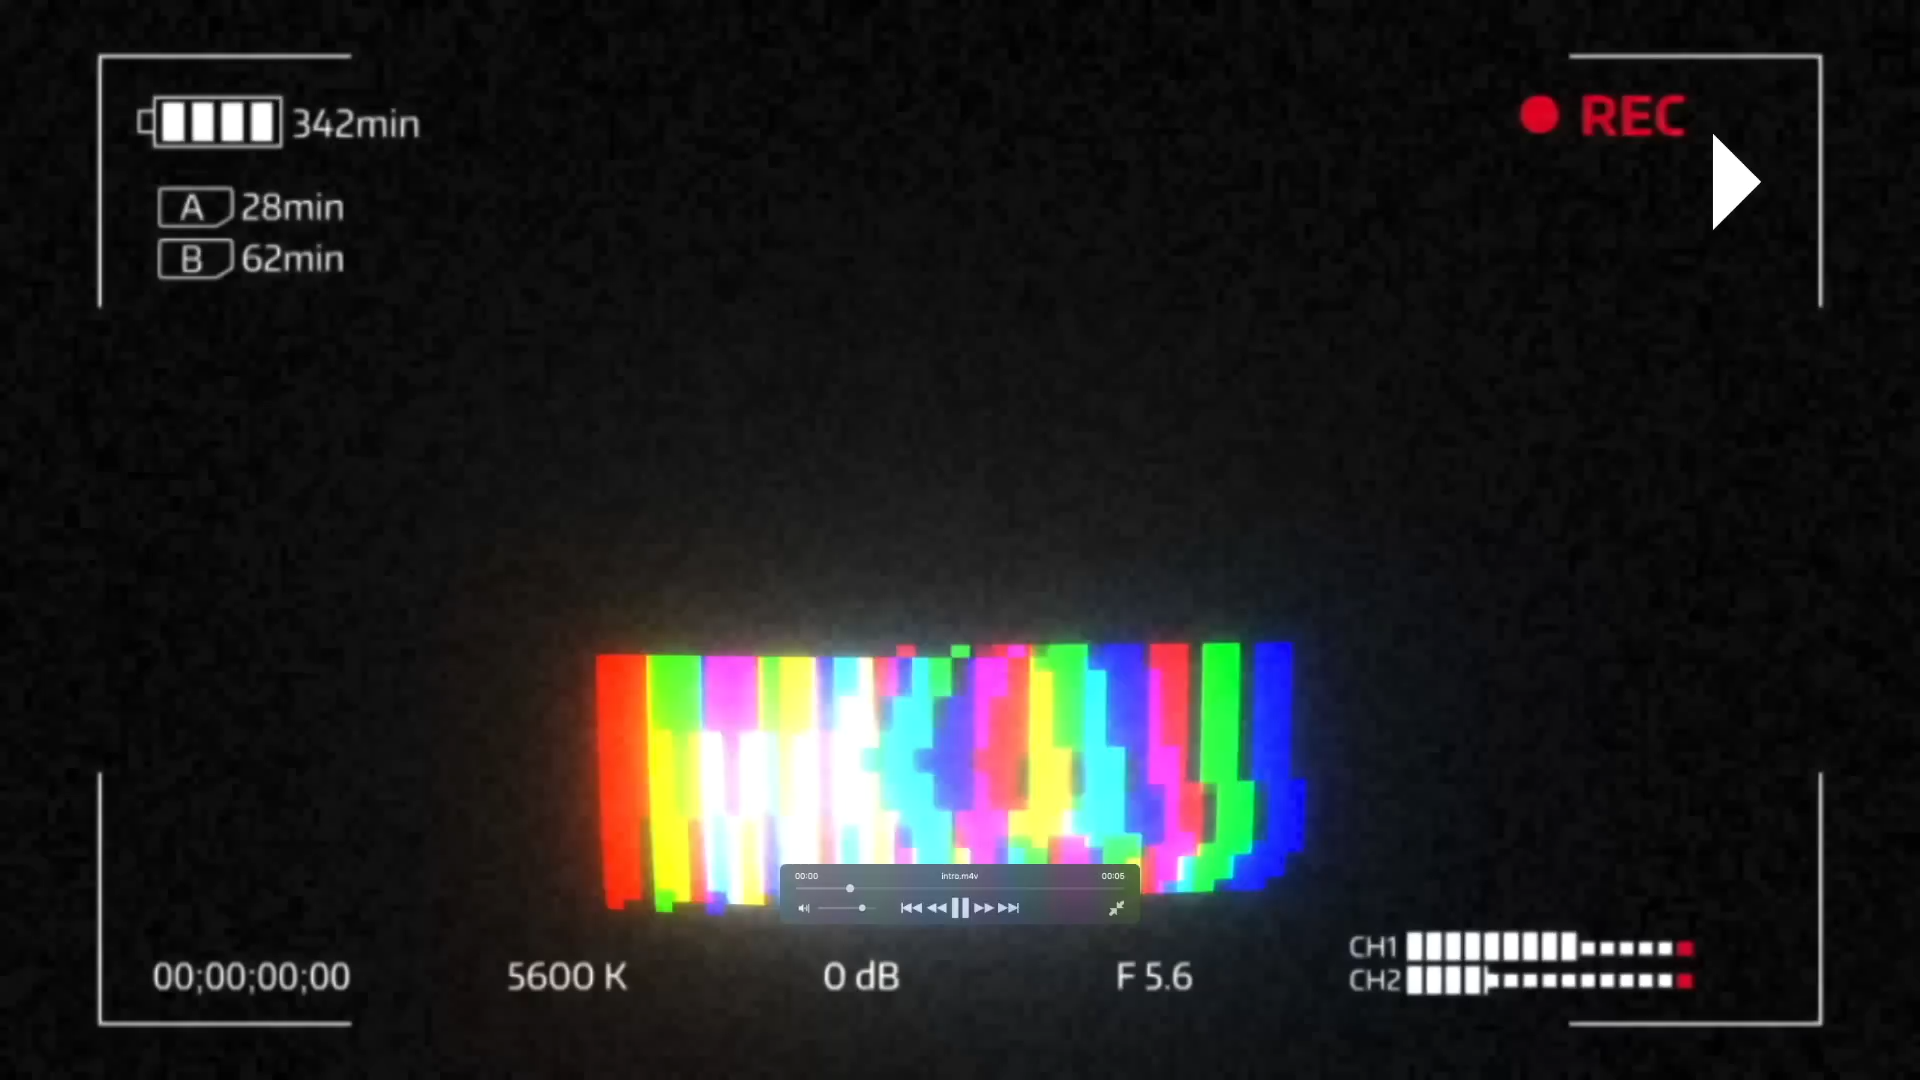 342min
REC
A 28min
B 62min
00:00 intro.m4v 00:05
00;00;00;00 5600 K 0 dB F 5.6
CH1
CH2